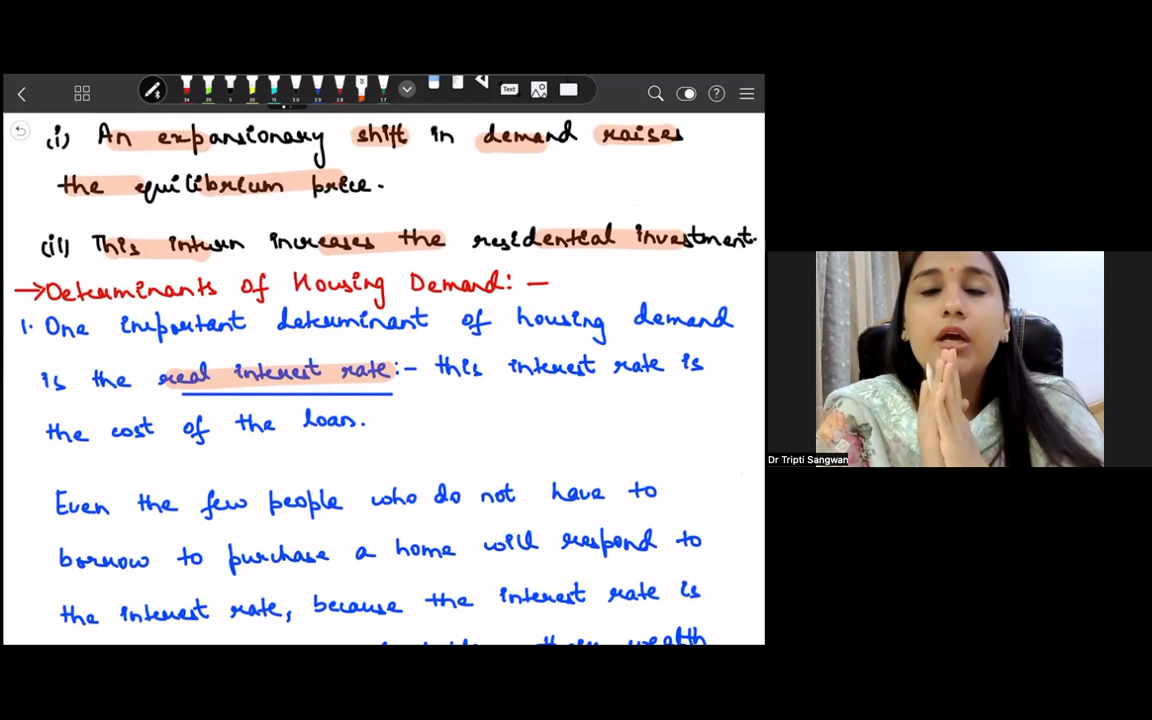 Text
(i) An expansionary shift in demand raises
the equilibrium price.
(ii) This inturn increases the residential investment.
→Determinants of Housing Demand: —
1. One important determinant of housing demand
is the real interest rate:- this interest rate is
the cost of the loan.
Even the few people who do not have to
borrow to purchase a home will respond to
the interest rate, because the interest rate is
their wealth
Dr Tripti Sangwan